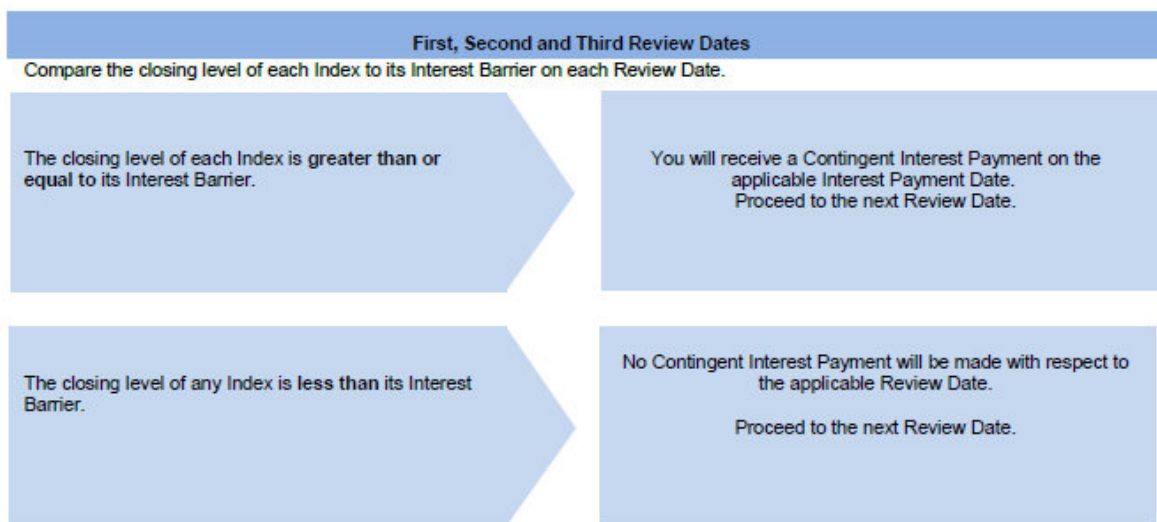 First, Second and Third Review Dates
Compare the closing level of each Index to its Interest Barrier on each Review Date.
The closing level of each Index is greater than or
equal to its Interest Barrier.
You will receive a Contingent Interest Payment on the
applicable Interest Payment Date.
Proceed to the next Review Date.
The closing level of any Index is less than its Interest
Barrier.
No Contingent Interest Payment will be made with respect to
the applicable Review Date.
Proceed to the next Review Date.